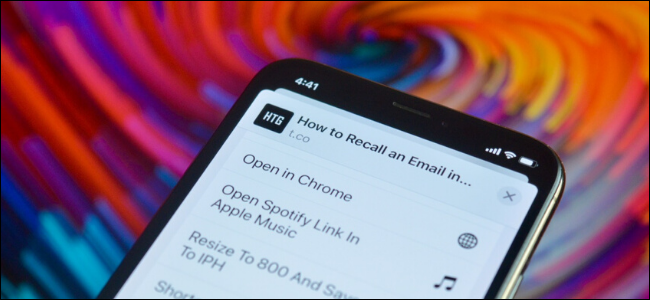 4:41
HTG
How to Recall an Email in...
t.co
Open in Chrome
Open Spotify Link In
Apple Music
Resize To 800 And Save
To IPH